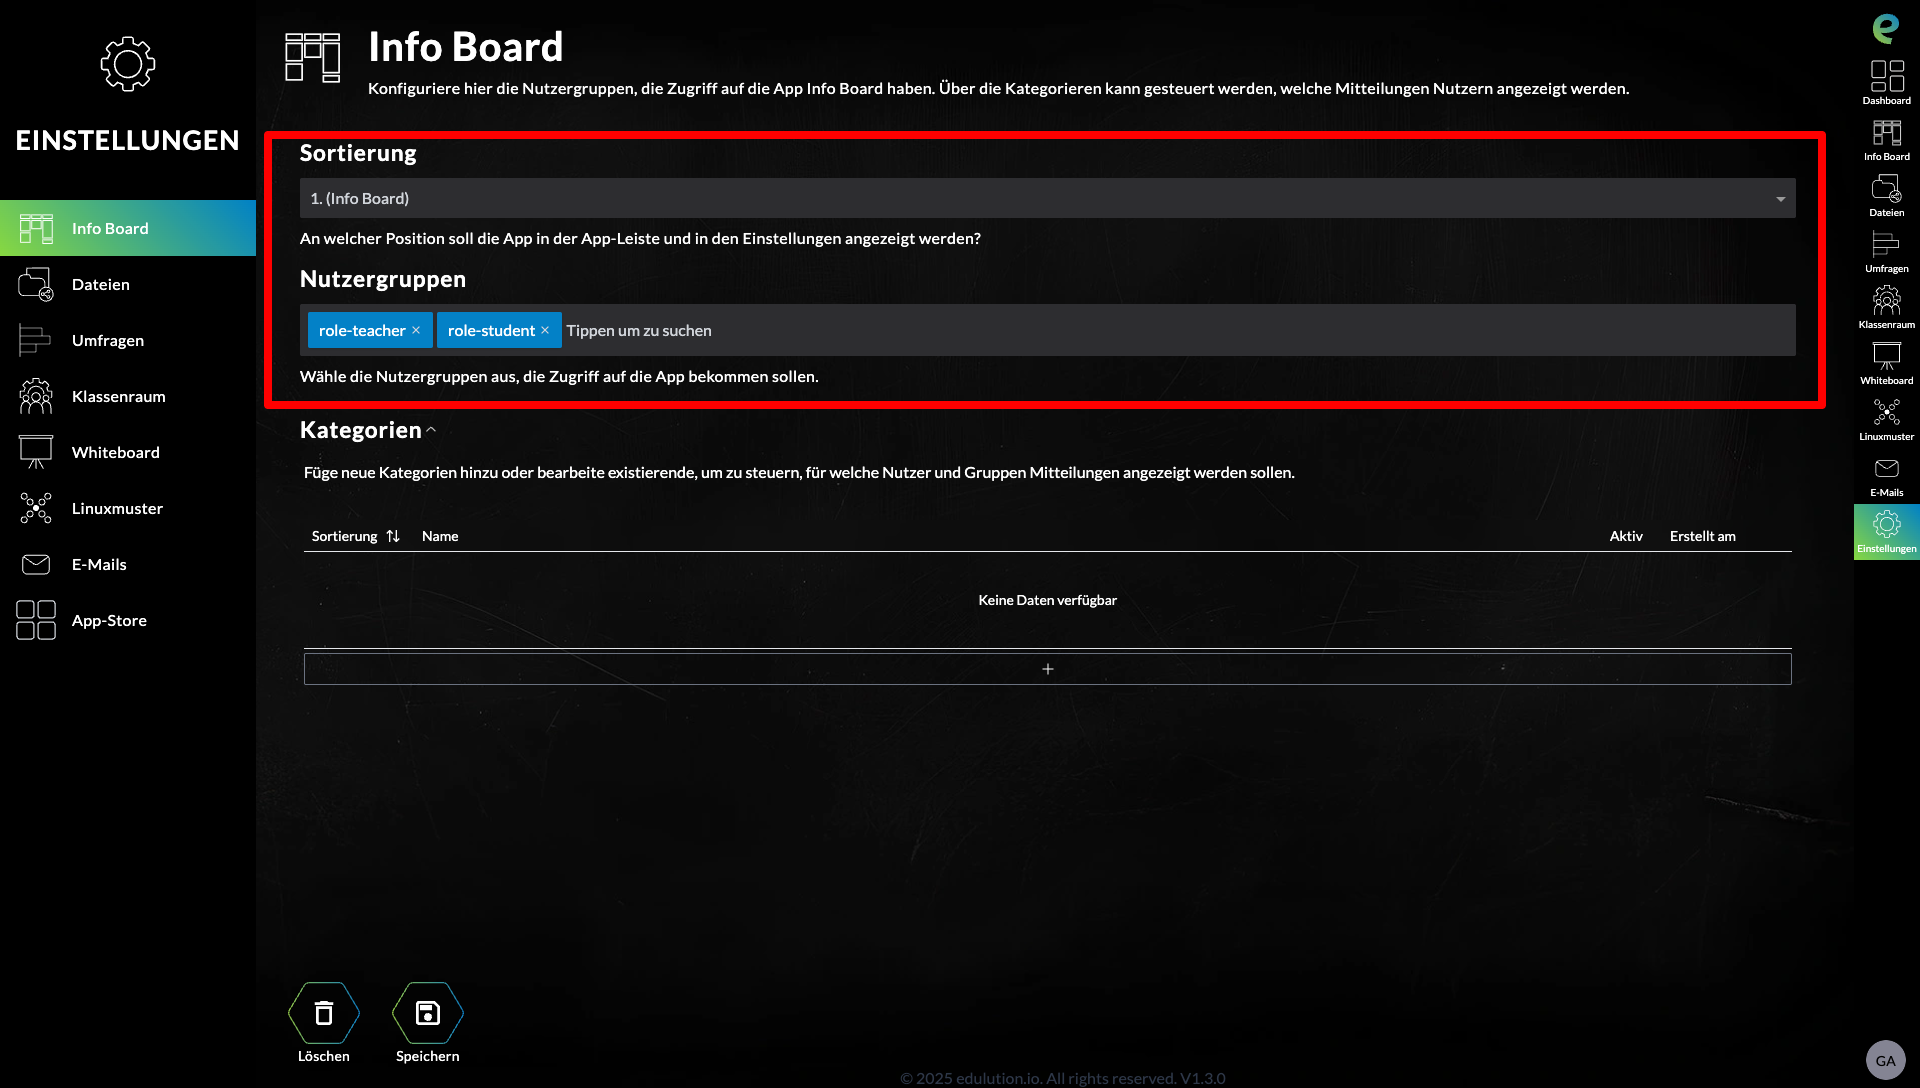 EINSTELLUNGEN
Info Board
Dateien
Umfragen
Klassenraum
Whiteboard
Linuxmuster
E-Mails
App-Store
Info Board
Konfiguriere hier die Nutzergruppen, die Zugriff auf die App Info Board haben. Über die Kategorieren kann gesteuert werden, welche Mitteilungen Nutzern angezeigt werden.
Sortierung
1. (Info Board)
An welcher Position soll die App in der App-Leiste und in den Einstellungen angezeigt werden?
Nutzergruppen
role-teacher × role-student × Tippen um zu suchen
Wähle die Nutzergruppen aus, die Zugriff auf die App bekommen sollen.
Kategorien
Füge neue Kategorien hinzu oder bearbeite existierende, um zu steuern, für welche Nutzer und Gruppen Mitteilungen angezeigt werden sollen.
Sortierung Name Aktiv Erstellt am
Keine Daten verfügbar
+
Löschen Speichern
© 2025 edulution.io. All rights reserved. V1.3.0
e
Dashboard
Info Board
Dateien
Umfragen
Klassenraum
Whiteboard
Linuxmuster
E-Mails
Einstellungen
GA